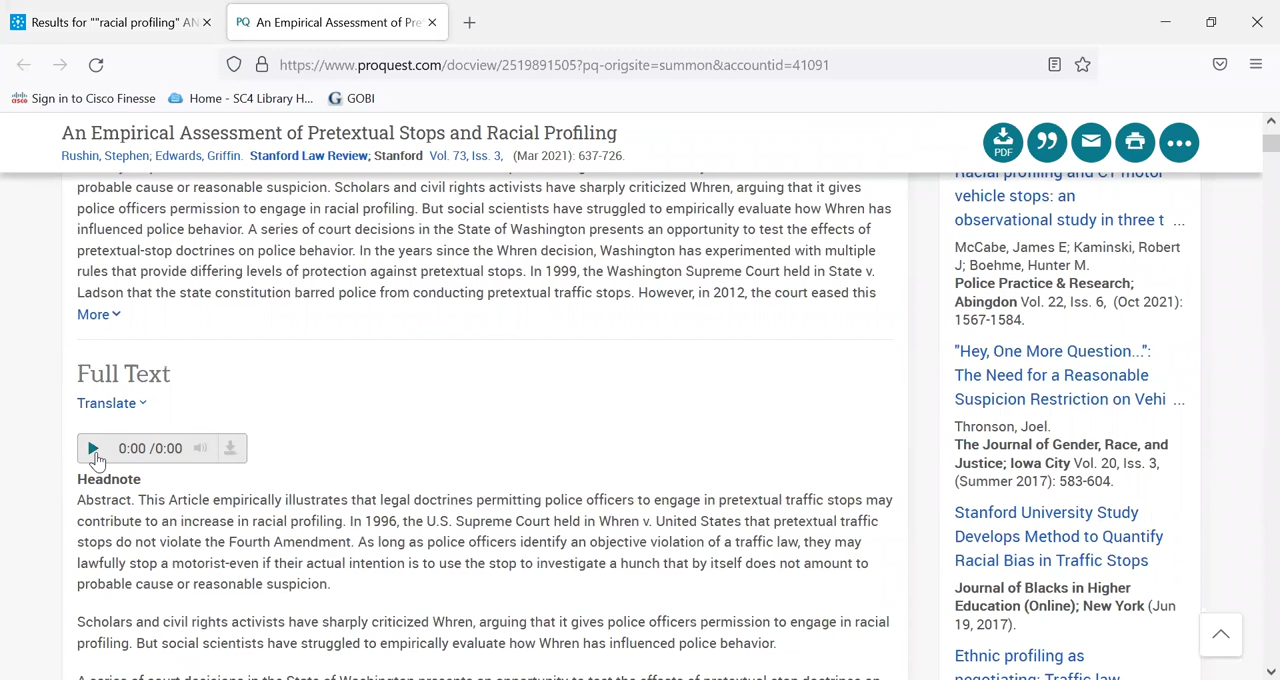 Results for ""racial profiling" AN
PQ An Empirical Assessment of Pre
https://www.proquest.com/docview/2519891505?pq-origsite=summon&accountid=41091
Sign in to Cisco Finesse
Home - SC4 Library H...
G GOBI
An Empirical Assessment of Pretextual Stops and Racial Profiling
Rushin, Stephen; Edwards, Griffin. Stanford Law Review; Stanford Vol. 73, Iss. 3, (Mar 2021): 637-726.
PDF
probable cause or reasonable suspicion. Scholars and civil rights activists have sharply criticized Whren, arguing that it gives
police officers permission to engage in racial profiling. But social scientists have struggled to empirically evaluate how Whren has
influenced police behavior. A series of court decisions in the State of Washington presents an opportunity to test the effects of
pretextual-stop doctrines on police behavior. In the years since the Whren decision, Washington has experimented with multiple
rules that provide differing levels of protection against pretextual stops. In 1999, the Washington Supreme Court held in State v.
Ladson that the state constitution barred police from conducting pretextual traffic stops. However, in 2012, the court eased this
More
Full Text
Translate
0:00 /0:00
Headnote
Abstract. This Article empirically illustrates that legal doctrines permitting police officers to engage in pretextual traffic stops may
contribute to an increase in racial profiling. In 1996, the U.S. Supreme Court held in Whren v. United States that pretextual traffic
stops do not violate the Fourth Amendment. As long as police officers identify an objective violation of a traffic law, they may
lawfully stop a motorist-even if their actual intention is to use the stop to investigate a hunch that by itself does not amount to
probable cause or reasonable suspicion.
Scholars and civil rights activists have sharply criticized Whren, arguing that it gives police officers permission to engage in racial
profiling. But social scientists have struggled to empirically evaluate how Whren has influenced police behavior.
A series of court decisions in the State of Washington presents an opportunity to test the effects of pretextual-stop doctrines on
Racial profiling and CT motor
vehicle stops: an
observational study in three t ...
McCabe, James E; Kaminski, Robert
J; Boehme, Hunter M.
Police Practice & Research;
Abingdon Vol. 22, Iss. 6, (Oct 2021):
1567-1584.
"Hey, One More Question...":
The Need for a Reasonable
Suspicion Restriction on Vehi ...
Thronson, Joel.
The Journal of Gender, Race, and
Justice; Iowa City Vol. 20, Iss. 3,
(Summer 2017): 583-604.
Stanford University Study
Develops Method to Quantify
Racial Bias in Traffic Stops
Journal of Blacks in Higher
Education (Online); New York (Jun
19, 2017).
Ethnic profiling as
negotiating: Traffic law